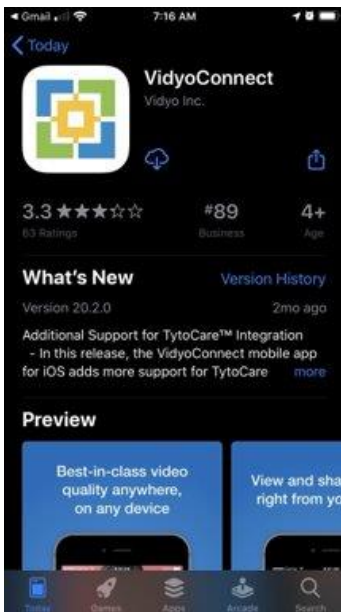 Gmail
7:16 AM
Today
VidyoConnect
Vidyo Inc.
3.3
#89
4+
63 Ratings
Business
Age
What's New
Version History
Version 20.2.0
2mo ago
Additional Support for TytoCare™ Integration
- In this release, the VidyoConnect mobile app
for iOS adds more support for TytoCare
more
Preview
Best-in-class video
quality anywhere,
on any device
View and sha
right from yo
Today
Games
Apps
Arcade
Search